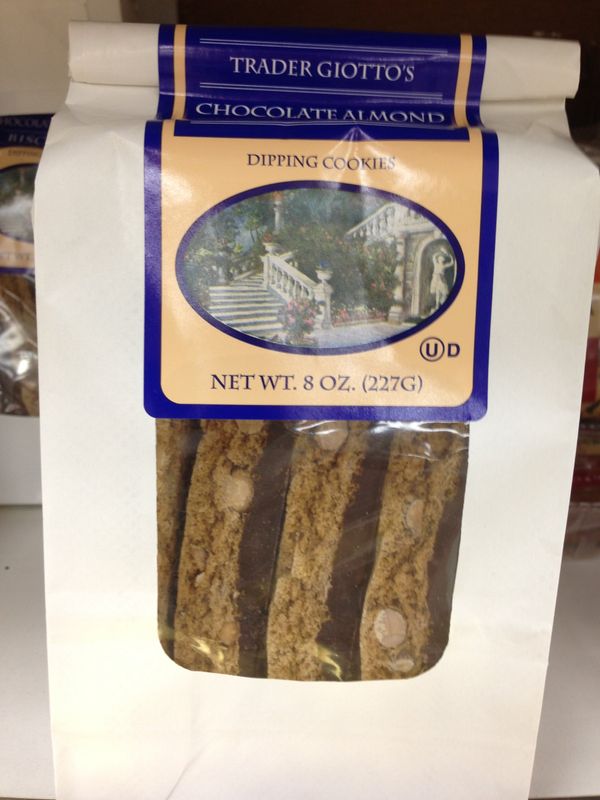 TRADER GIOTTO'S
CHOCOLATE ALMOND
DIPPING COOKIES
U D
NET WT. 8 OZ. (227G)